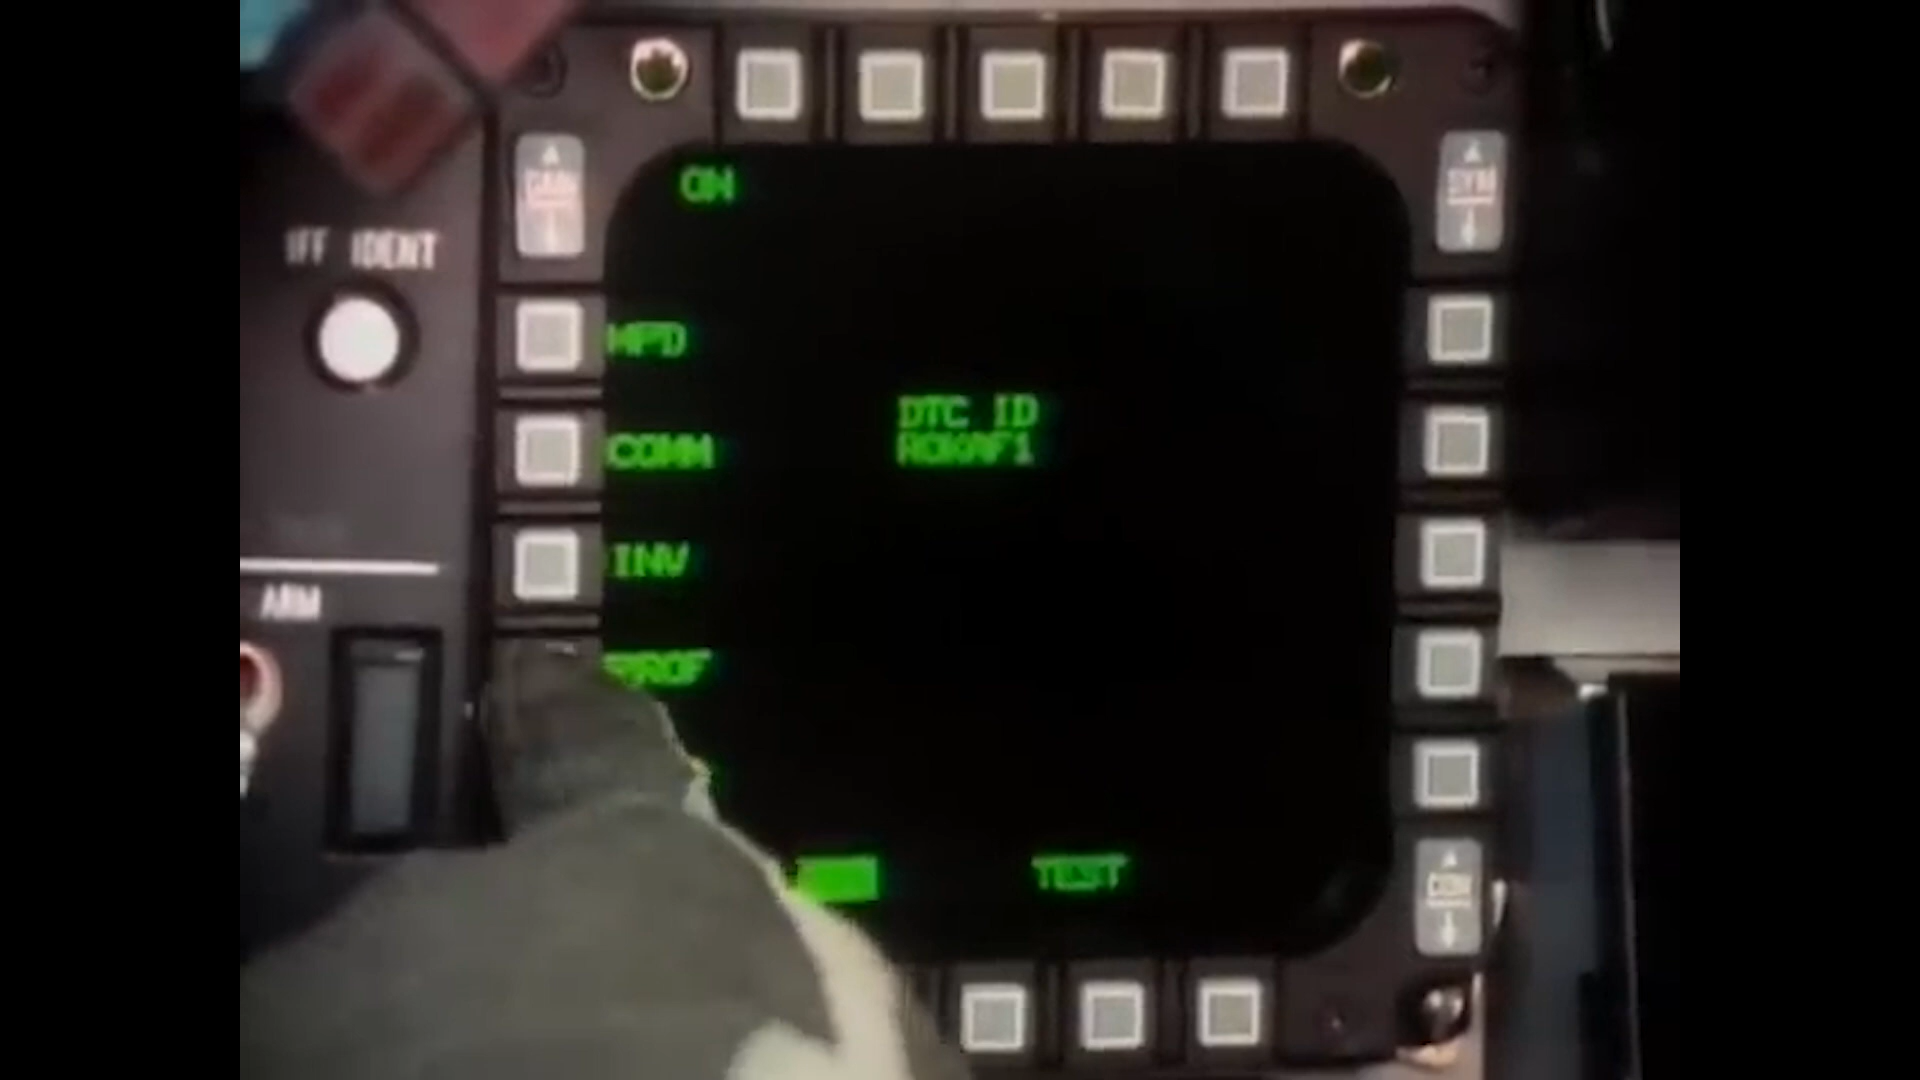 ON
GAIN
SYM
IFF IDENT
MPD
DTC ID
ROKAF1
COMM
INV
ARM
PROF
TEST
CON